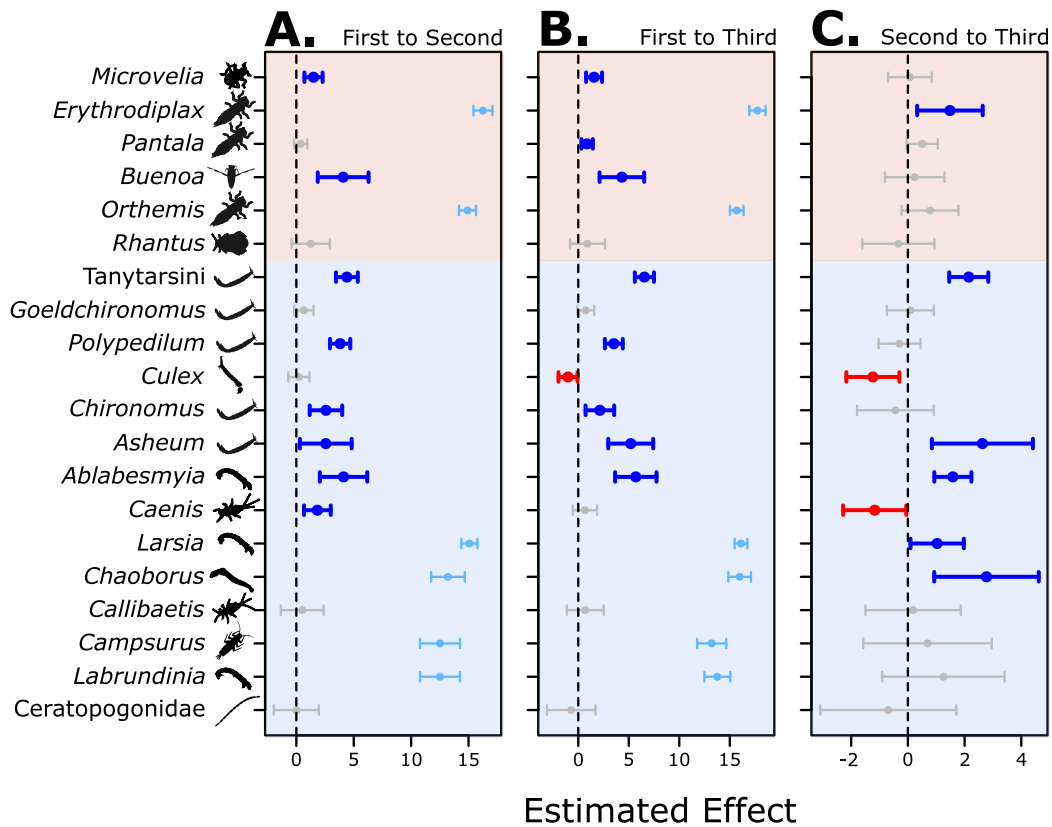 A. First to Second
B. First to Third
C. Second to Third
Microvelia
Erythrodiplax
Pantala
Buenoa
Orthemis
Rhantus
Tanytarsini
Goeldchironomus
Polypedilum
Culex
Chironomus
Asheum
Ablabesmyia
Caenis
Larsia
Chaoborus
Callibaetis
Campsurus
Labrundinia
Ceratopogonidae
0 5 10 15
0 5 10 15
-2 0 2 4
Estimated Effect